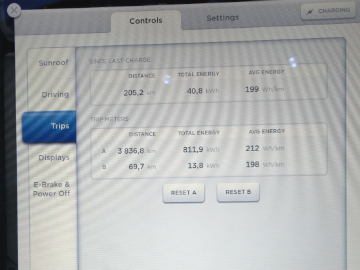 Controls
Settings
CHARGING
Sunroof
Driving
Trips
Displays
E-Brake &
Power Off
SINCE LAST CHARGE
DISTANCE TOTAL ENERGY AVG ENERGY
205,2 km 40,8 kWh 199 Wh/km
TRIP METERS
DISTANCE TOTAL ENERGY AVG ENERGY
A 3 836,8 km 811,9 kWh 212 Wh/km
B 69,7 km 13,8 kWh 198 Wh/km
RESET A RESET B